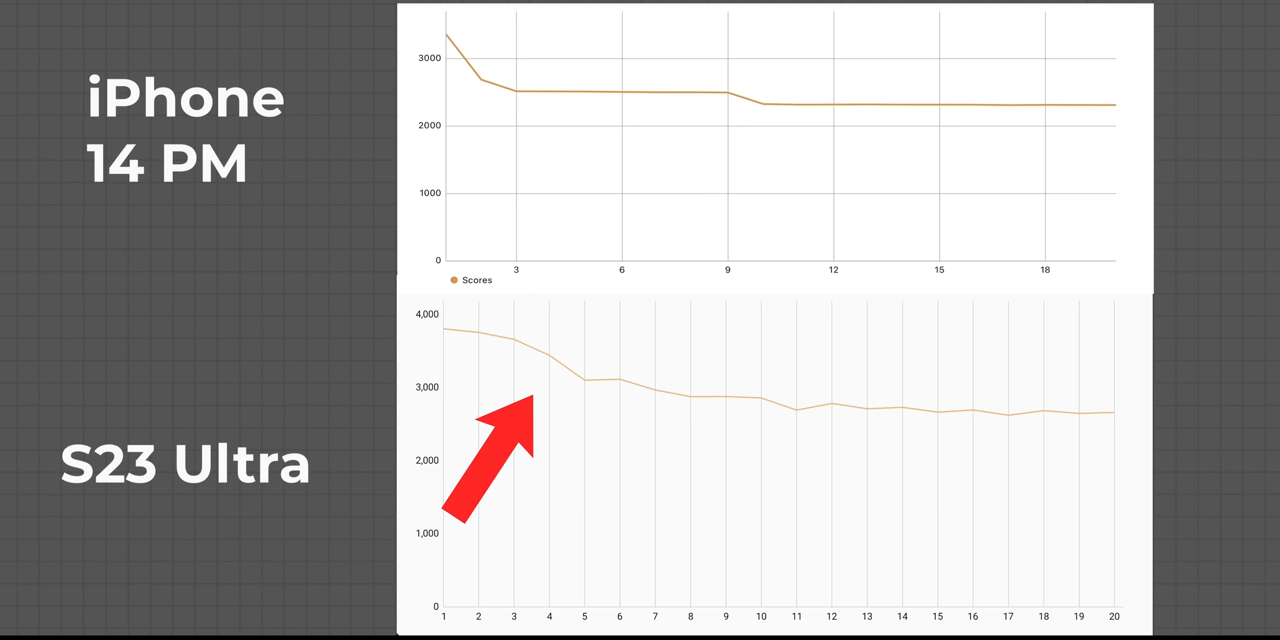 iPhone
14 PM
3000
2000
1000
0
3 6 9 12 15 18
Scores
S23 Ultra
4,000
3,000
2,000
1,000
0
1 2 3 4 5 6 7 8 9 10 11 12 13 14 15 16 17 18 19 20